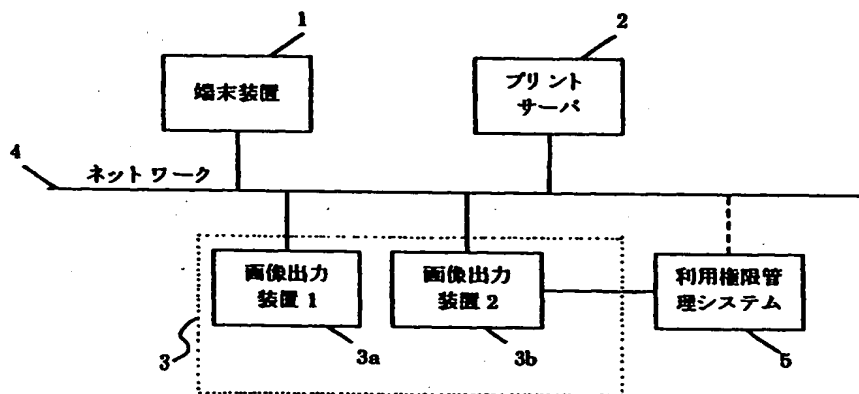 1
端末装置
2
プリント
サーバ
4
ネットワーク
画像出力
装置 1
3a
画像出力
装置 2
3b
利用権限管
理システム
5
3